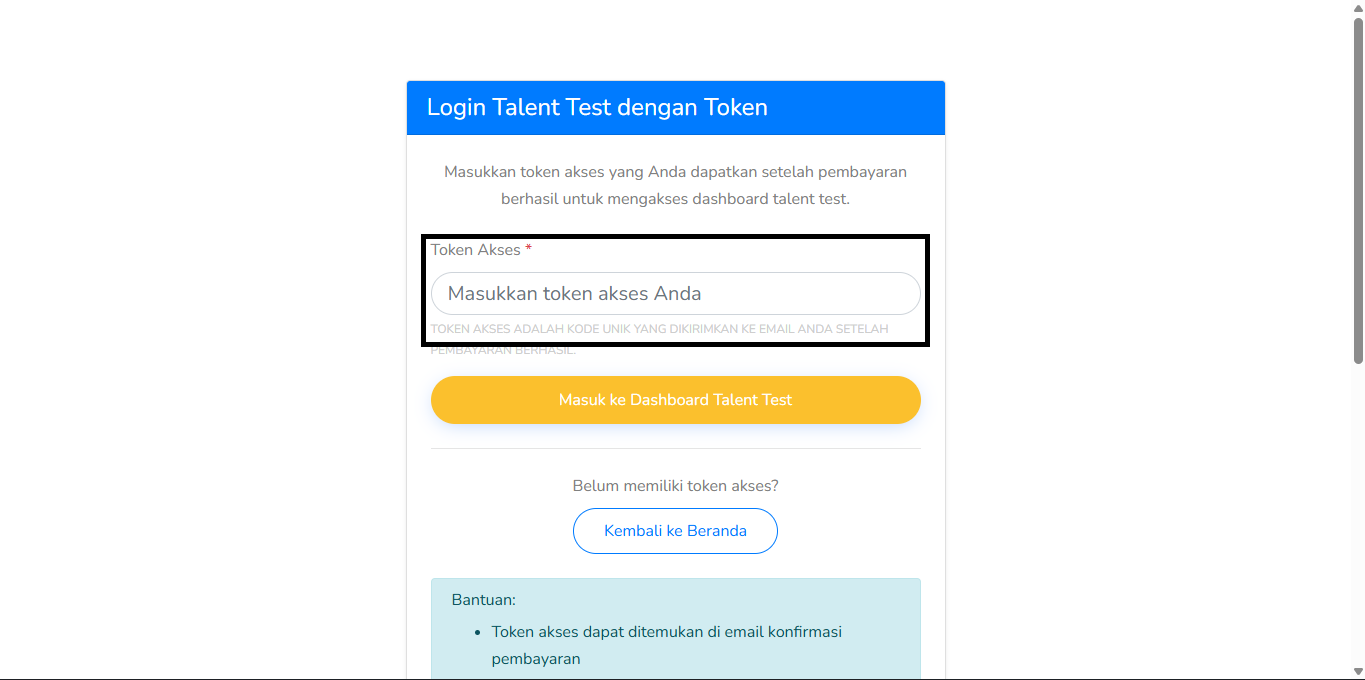 Login Talent Test dengan Token
Masukkan token akses yang Anda dapatkan setelah pembayaran
berhasil untuk mengakses dashboard talent test.
Token Akses *
Masukkan token akses Anda
TOKEN AKSES ADALAH KODE UNIK YANG DIKIRIMKAN KE EMAIL ANDA SETELAH
PEMBAYARAN BERHASIL.
Masuk ke Dashboard Talent Test
Belum memiliki token akses?
Kembali ke Beranda
Bantuan:
• Token akses dapat ditemukan di email konfirmasi
pembayaran